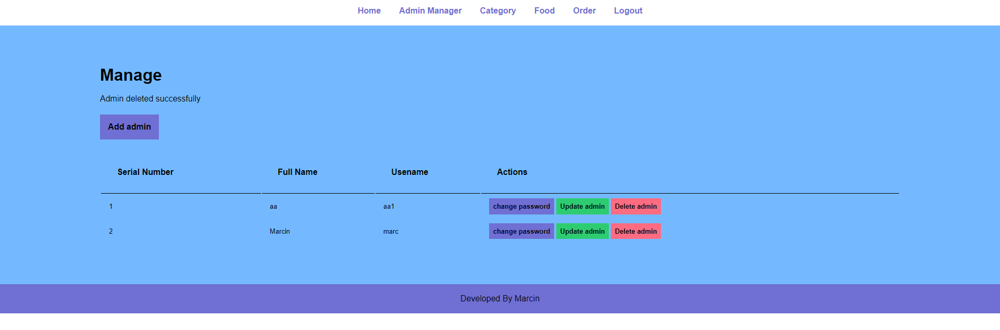 Home Admin Manager Category Food Order Logout
Manage
Admin deleted successfully
Add admin
Serial Number Full Name Usename Actions
1 aa aa1 change password Update admin Delete admin
2 Marcin marc change password Update admin Delete admin
Developed By Marcin